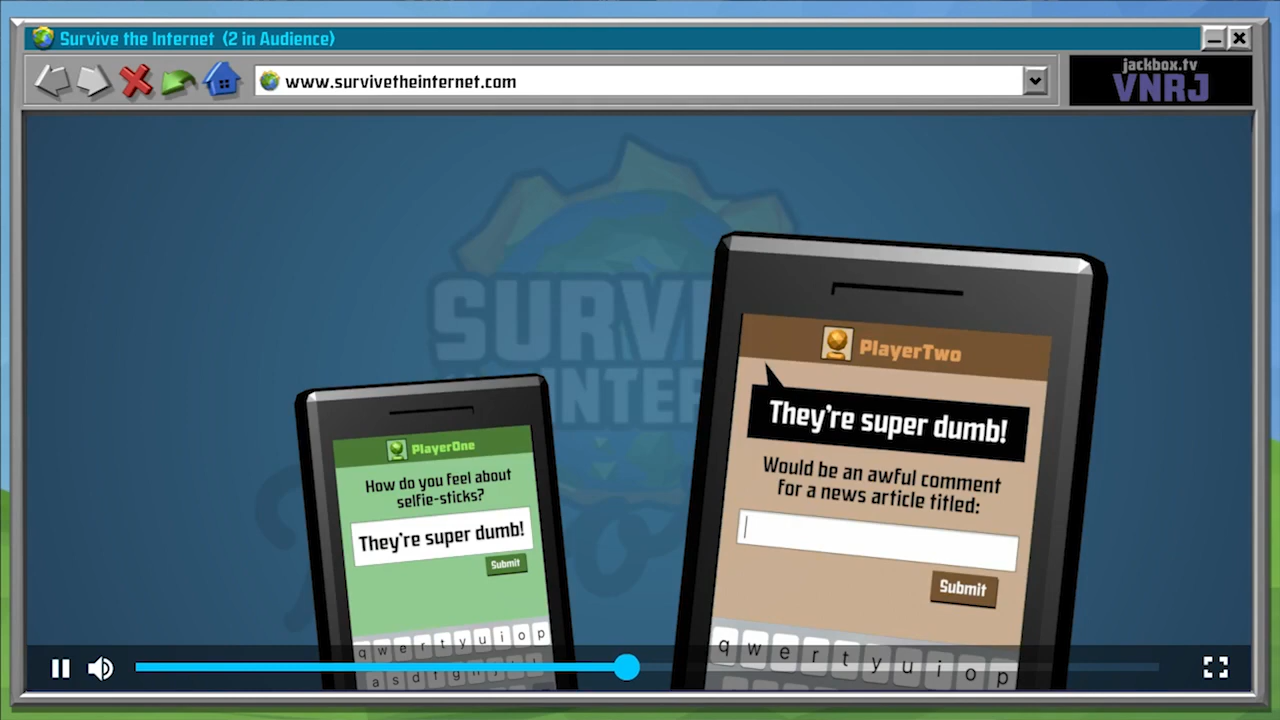 Survive the Internet (2 in Audience)
www.survivetheinternet.com
jackbox.tv
VNRJ
SURVI
INTER
PlayerOne
How do you feel about
selfie-sticks?
They're super dumb!
Submit
q w e r t y u i o p
a s d f g h j k l
PlayerTwo
They're super dumb!
Would be an awful comment
for a news article titled:
Submit
q w e r t y u i o p